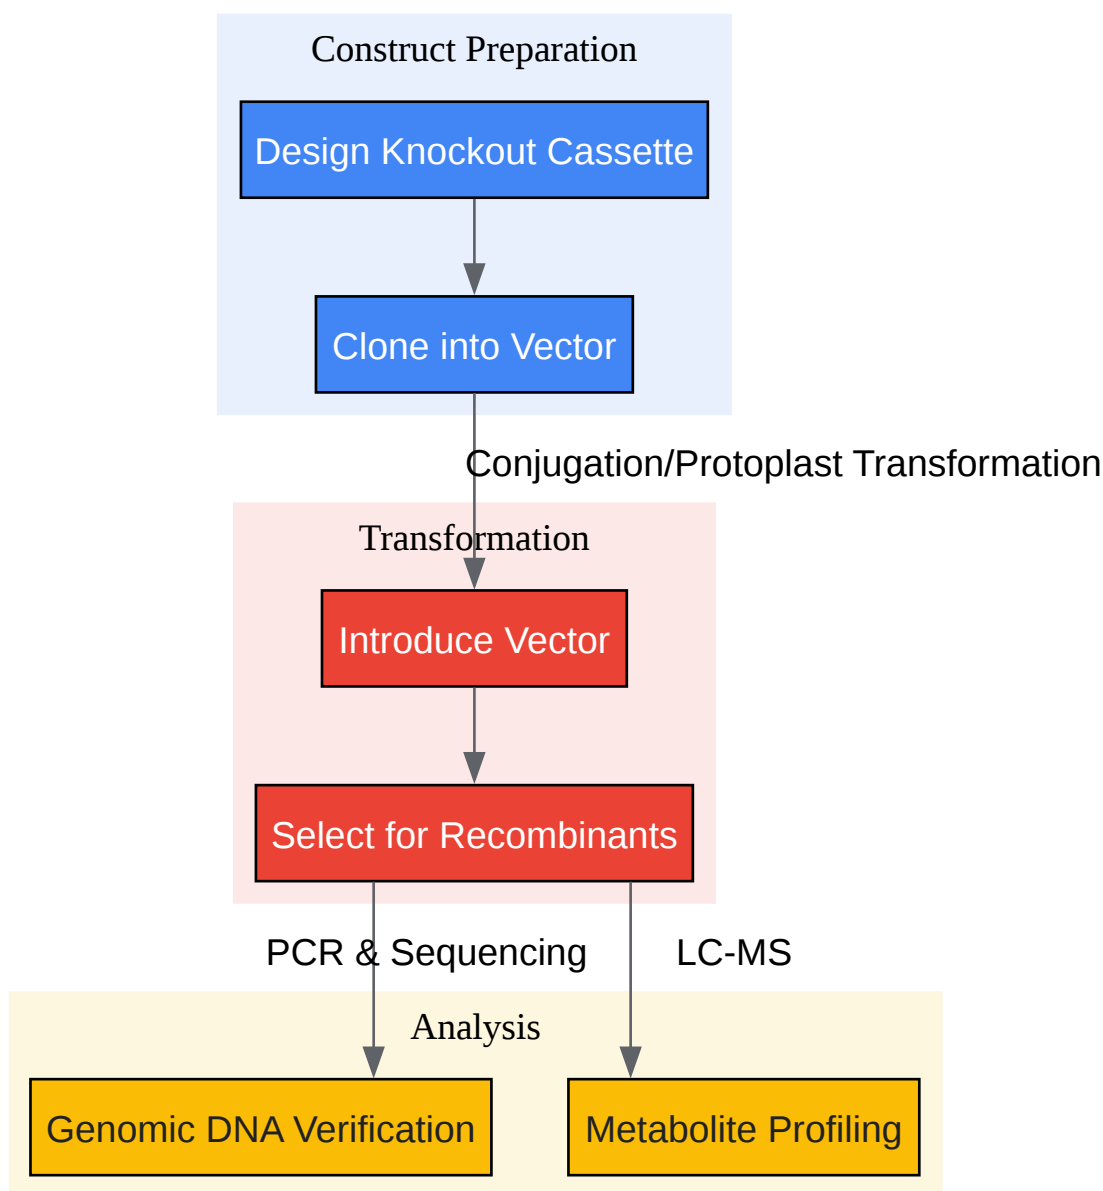 Construct Preparation
Design Knockout Cassette
Clone into Vector
Conjugation/Protoplast Transformation
Transformation
Introduce Vector
Select for Recombinants
PCR & Sequencing
LC-MS
Analysis
Genomic DNA Verification
Metabolite Profiling